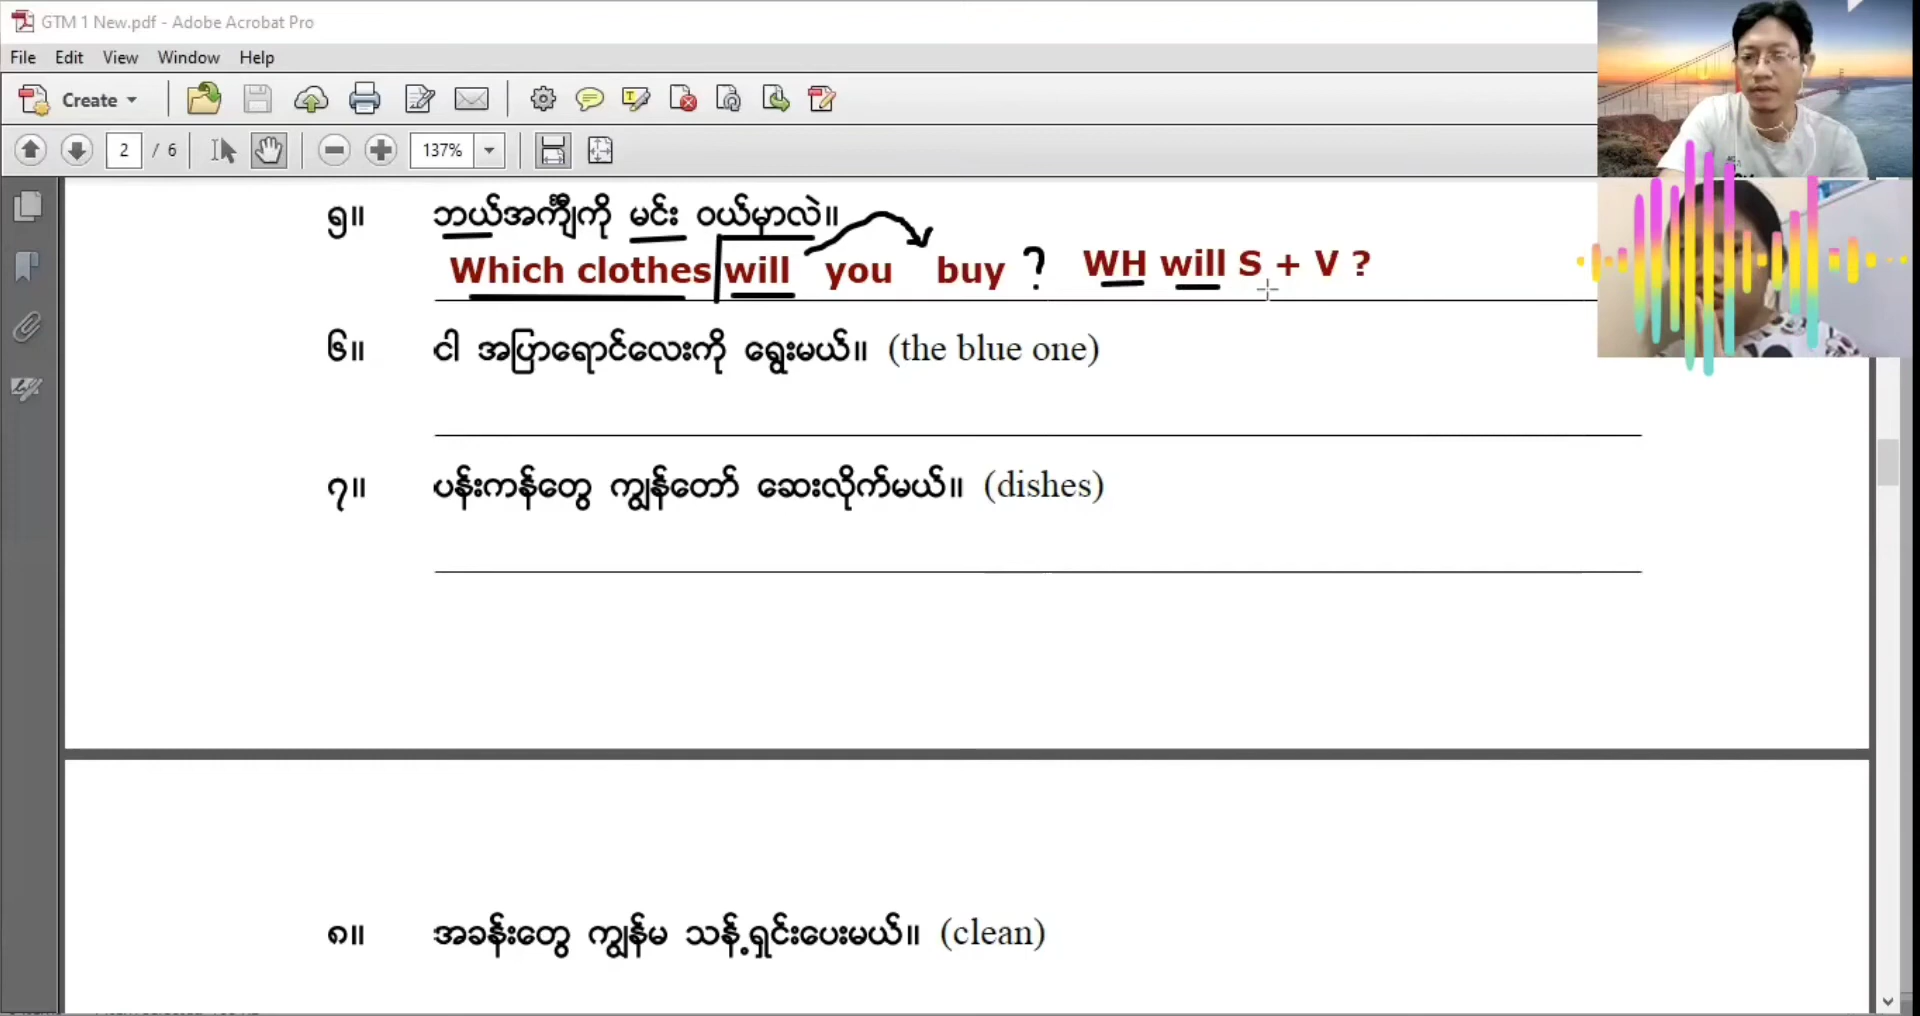 GTM 1 New.pdf - Adobe Acrobat Pro
File Edit View Window Help
Create
2 / 6 137%
၅။ ဘယ်အင်္ကျီကို မင်း ဝယ်မှာလဲ။
Which clothes will you buy ? WH will S + V ?
၆။ ငါ အပြာရောင်လေးကို ရွေးမယ်။ (the blue one)
၇။ ပန်းကန်တွေ ကျွန်တော် ဆေးလိုက်မယ်။ (dishes)
၈။ အခန်းတွေ ကျွန်မ သန့်ရှင်းပေးမယ်။ (clean)